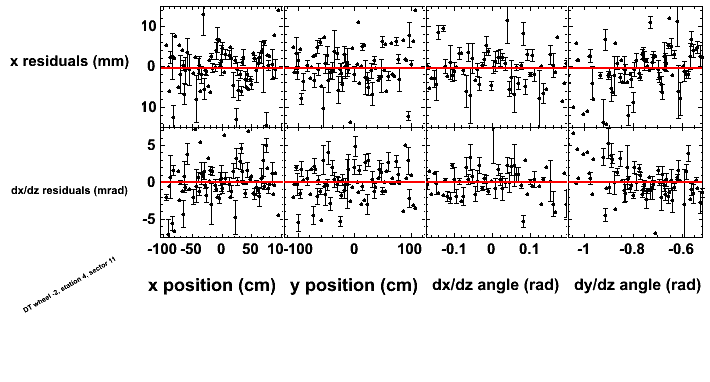 10
x residuals (mm)
0
10
5
dx/dz residuals (mrad)
0
-5
-100 -50 0 50 10-100 0 100 -0.1 0 0.1 -1 -0.8 -0.6
x position (cm) y position (cm) dx/dz angle (rad) dy/dz angle (rad)
DT wheel -2, station 4, sector 11